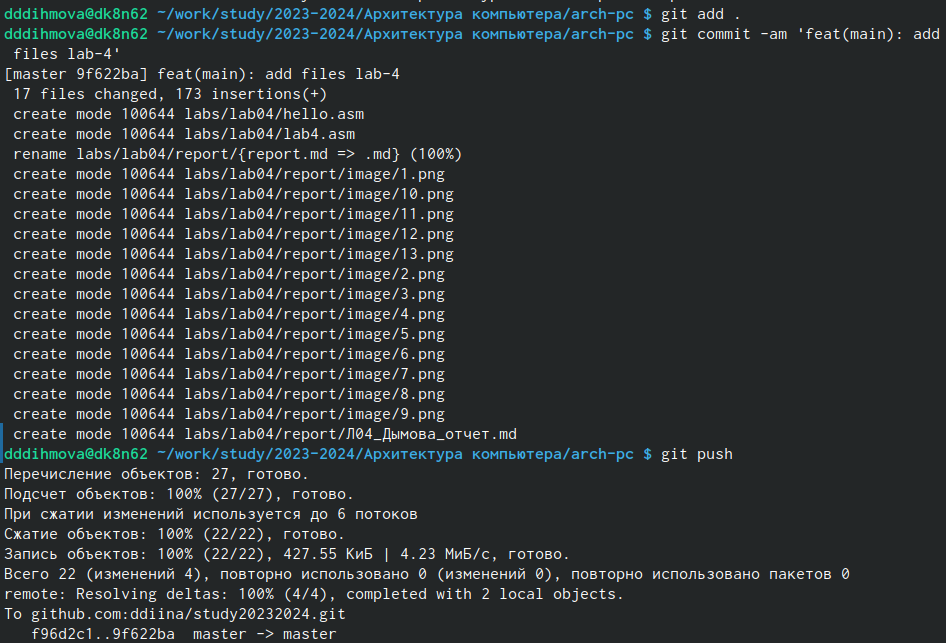 dddihmova@dk8n62 ~/work/study/2023-2024/Архитектура компьютера/arch-pc $ git add .
dddihmova@dk8n62 ~/work/study/2023-2024/Архитектура компьютера/arch-pc $ git commit -am 'feat(main): add
 files lab-4'
[master 9f622ba] feat(main): add files lab-4
 17 files changed, 173 insertions(+)
 create mode 100644 labs/lab04/hello.asm
 create mode 100644 labs/lab04/lab4.asm
 rename labs/lab04/report/{report.md => .md} (100%)
 create mode 100644 labs/lab04/report/image/1.png
 create mode 100644 labs/lab04/report/image/10.png
 create mode 100644 labs/lab04/report/image/11.png
 create mode 100644 labs/lab04/report/image/12.png
 create mode 100644 labs/lab04/report/image/13.png
 create mode 100644 labs/lab04/report/image/2.png
 create mode 100644 labs/lab04/report/image/3.png
 create mode 100644 labs/lab04/report/image/4.png
 create mode 100644 labs/lab04/report/image/5.png
 create mode 100644 labs/lab04/report/image/6.png
 create mode 100644 labs/lab04/report/image/7.png
 create mode 100644 labs/lab04/report/image/8.png
 create mode 100644 labs/lab04/report/image/9.png
 create mode 100644 labs/lab04/report/Л04_Дымова_отчет.md
dddihmova@dk8n62 ~/work/study/2023-2024/Архитектура компьютера/arch-pc $ git push
Перечисление объектов: 27, готово.
Подсчет объектов: 100% (27/27), готово.
При сжатии изменений используется до 6 потоков
Сжатие объектов: 100% (22/22), готово.
Запись объектов: 100% (22/22), 427.55 КиБ | 4.23 МиБ/с, готово.
Всего 22 (изменений 4), повторно использовано 0 (изменений 0), повторно использовано пакетов 0
remote: Resolving deltas: 100% (4/4), completed with 2 local objects.
To github.com:ddiina/study20232024.git
   f96d2c1..9f622ba  master -> master